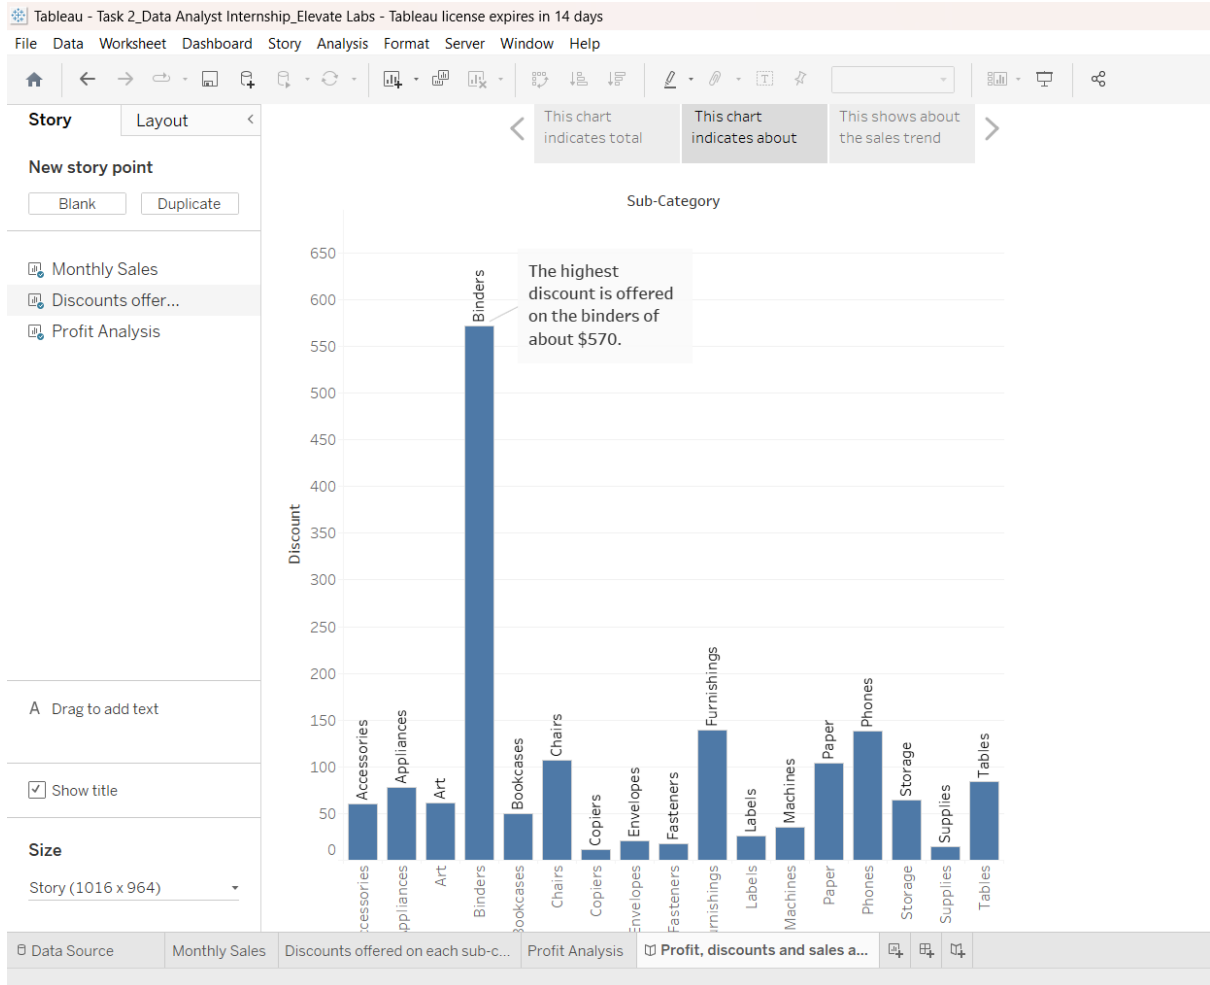 Tableau - Task 2_Data Analyst Internship_Elevate Labs - Tableau license expires in 14 days
File Data Worksheet Dashboard Story Analysis Format Server Window Help
Story
Layout
New story point
Blank
Duplicate
Monthly Sales
Discounts offer...
Profit Analysis
A Drag to add text
Show title
Size
Story (1016 x 964)
This chart
indicates total
This chart
indicates about
This shows about
the sales trend
Sub-Category
The highest
discount is offered
on the binders of
about $570.
Discount
650
600
550
500
450
400
350
300
250
200
150
100
50
0
Accessories
Appliances
Art
Binders
Bookcases
Chairs
Copiers
Envelopes
Fasteners
Furnishings
Labels
Machines
Paper
Phones
Storage
Supplies
Tables
ccessories
ppliances
Art
Binders
ookcases
Chairs
Copiers
Envelopes
Fasteners
rnishings
Labels
Machines
Paper
Phones
Storage
Supplies
Tables
Data Source
Monthly Sales
Discounts offered on each sub-c...
Profit Analysis
Profit, discounts and sales a...